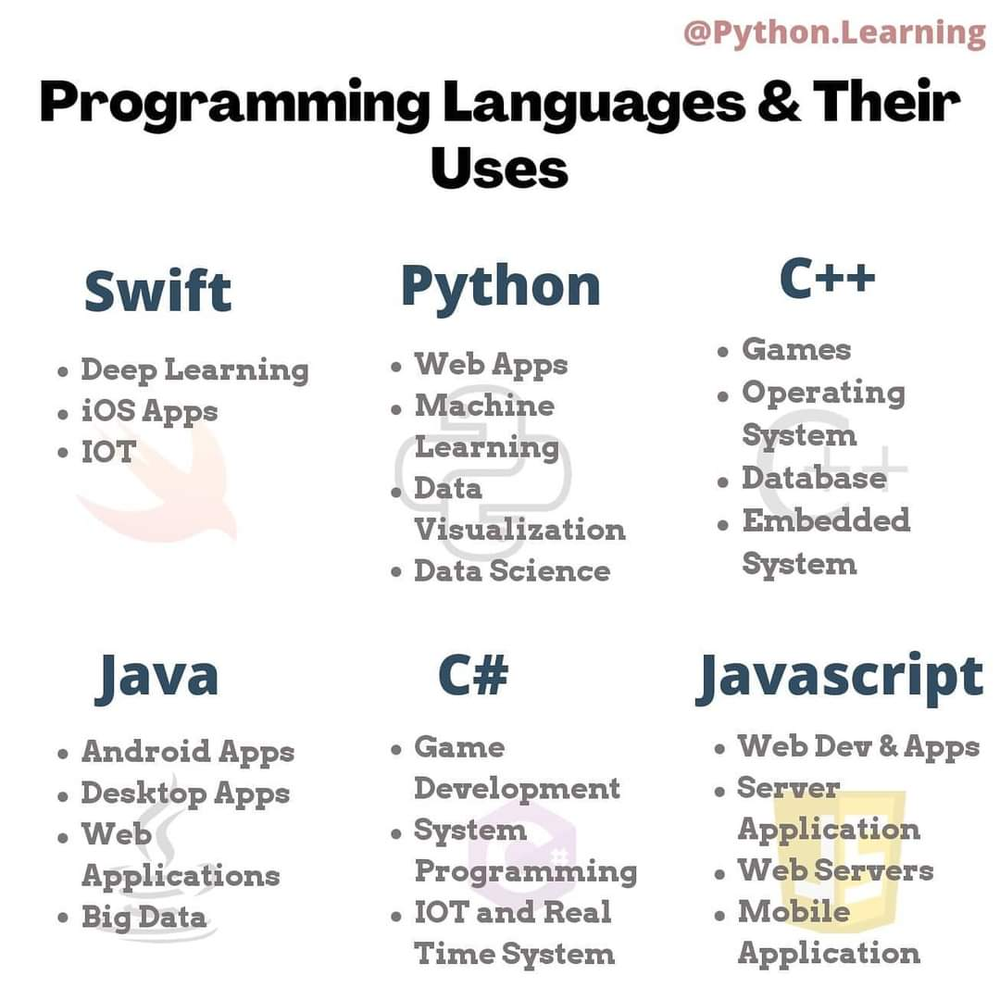 @Python.Learning
Programming Languages & Their
Uses
Swift
• Deep Learning
• iOS Apps
• IOT
Python
• Web Apps
• Machine
Learning
• Data
Visualization
• Data Science
C++
• Games
• Operating
System
• Database
• Embedded
System
C++
Java
• Android Apps
• Desktop Apps
• Web
Applications
• Big Data
C#
• Game
Development
• System
Programming
• IOT and Real
Time System
C#
Javascript
• Web Dev & Apps
• Server
Application
• Web Servers
• Mobile
Application
JS